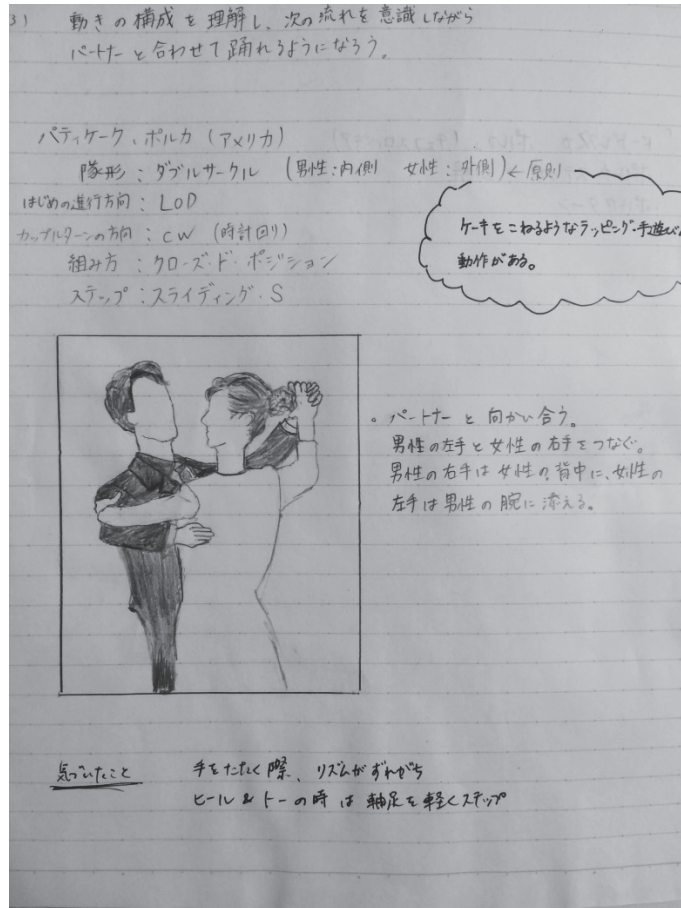 3) 動きの構成を理解し、次の流れを意識しながら
パートナーと合わせて踊れるようになろう。
パティケーク・ポルカ (アメリカ)
隊形:ダブルサークル (男性:内側 女性:外側)←原則
はじめの進行方向:LOD
カップルターンの方向:CW (時計回り)
組み方:クローズ・ド・ポジション
ステップ:スライディング・S
ケーキをこねるようなラッピング・手遊び
動作がある。
。パートナーと向かい合う。
男性の左手と女性の右手をつなぐ。
男性の右手は女性の背中に、女性の
左手は男性の腕に添える。
気づいたこと 手をたたく際、リズムがずれがち
ヒール&トーの時は軸足を軽くステップ